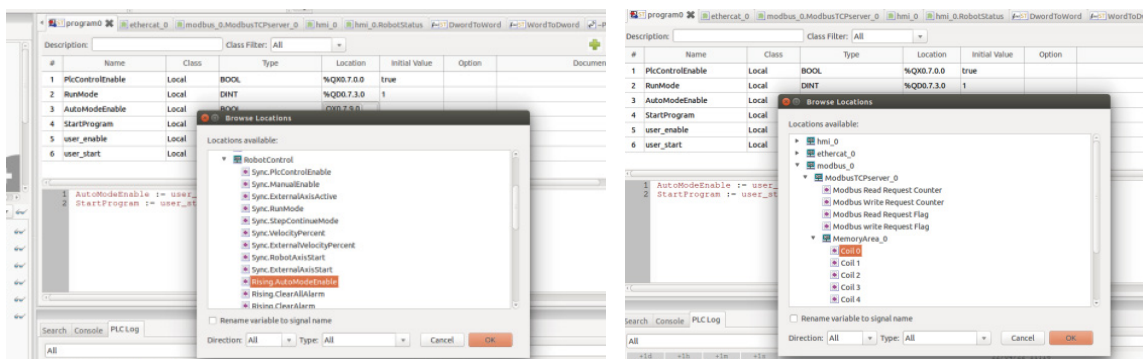 program0 ethercat_0 modbus_0.ModbusTCPserver_0 hmi_0 hmi_0.RobotStatus DwordToWord WordToDword
Description: Class Filter: All
# Name Class Type Location Initial Value Option Documen
1 PlcControlEnable Local BOOL %QX0.7.0.0 true
2 RunMode Local DINT %QD0.7.3.0 1
3 AutoModeEnable Local BOOL QX0.7.9.0
4 StartProgram Local
5 user_enable Local
6 user_start Local
Browse Locations
Locations available:
RobotControl
Sync.PlcControlEnable
Sync.ManualEnable
Sync.ExternalAxisActive
Sync.RunMode
Sync.StepContinueMode
Sync.VelocityPercent
Sync.ExternalVelocityPercent
Sync.RobotAxisStart
Sync.ExternalAxisStart
Rising.AutoModeEnable
Rising.ClearAllAlarm
Rising.ClearAlarm
Rename variable to signal name
Direction: All Type: All Cancel OK
1 AutoModeEnable := user_
2 StartProgram := user_st
Search Console PLC Log
All
program0 ethercat_0 modbus_0.ModbusTCPserver_0 hmi_0 hmi_0.RobotStatus DwordToWord WordToDwo
Description: Class Filter: All
# Name Class Type Location Initial Value Option
1 PlcControlEnable Local BOOL %QX0.7.0.0 true
2 RunMode Local DINT %QD0.7.3.0 1
3 AutoModeEnable Local
4 StartProgram Local
5 user_enable Local
6 user_start Local
Browse Locations
Locations available:
hmi_0
ethercat_0
modbus_0
ModbusTCPserver_0
Modbus Read Request Counter
Modbus Write Request Counter
Modbus Read Request Flag
Modbus write Request Flag
MemoryArea_0
Coil 0
Coil 1
Coil 2
Coil 3
Coil 4
Rename variable to signal name
Direction: All Type: All Cancel OK
1 AutoModeEnable := user_
2 StartProgram := user_st
Search Console PLC Log
All